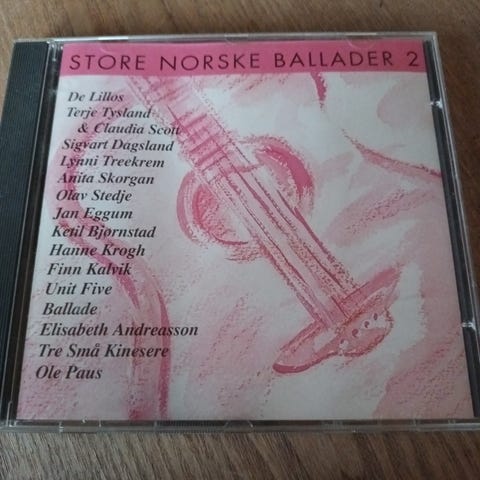 STORE NORSKE BALLADER 2
De Lillos
Terje Tysland
& Claudia Scott
Sigvart Dagsland
Lynni Treekrem
Anita Skorgan
Olav Stedje
Jan Eggum
Ketil Bjørnstad
Hanne Krogh
Finn Kalvik
Unit Five
Ballade
Elisabeth Andreasson
Tre Små Kinesere
Ole Paus